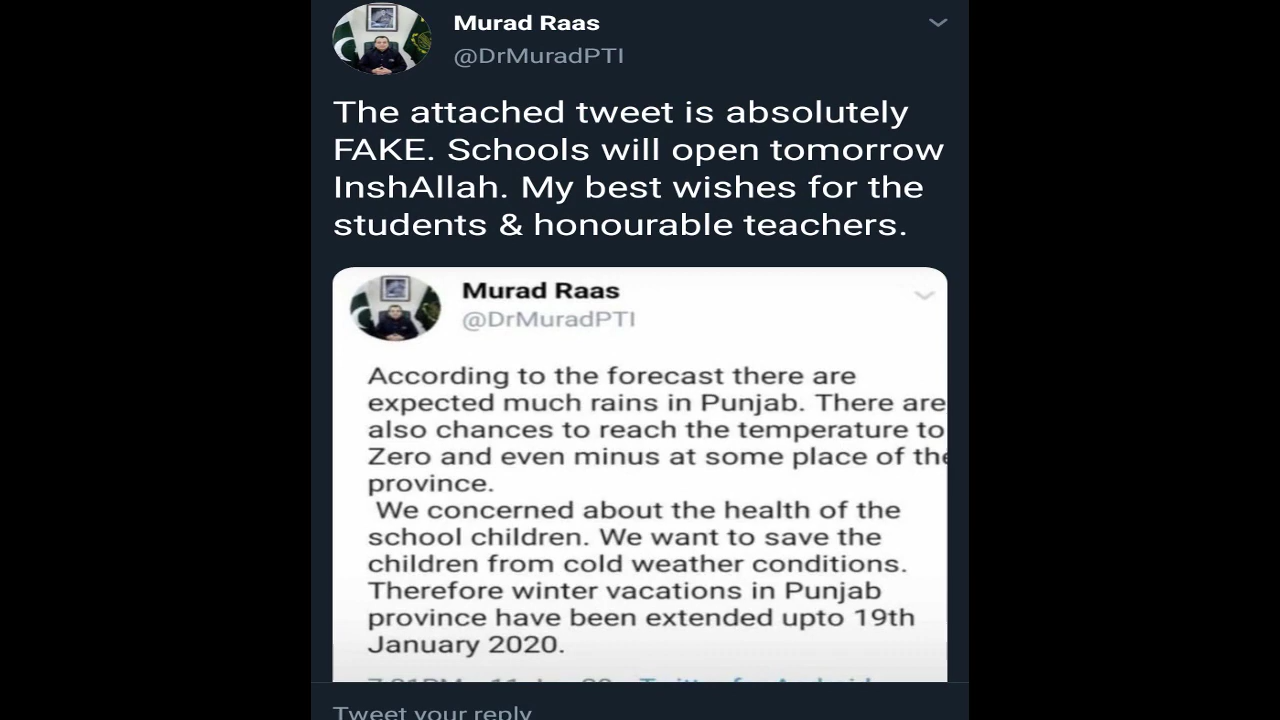 Murad Raas
@DrMuradPTI
The attached tweet is absolutely
FAKE. Schools will open tomorrow
InshAllah. My best wishes for the
students & honourable teachers.
Murad Raas
@DrMuradPTI
According to the forecast there are
expected much rains in Punjab. There are
also chances to reach the temperature to
Zero and even minus at some place of the
province.
We concerned about the health of the
school children. We want to save the
children from cold weather conditions.
Therefore winter vacations in Punjab
province have been extended upto 19th
January 2020.
Tweet your reply